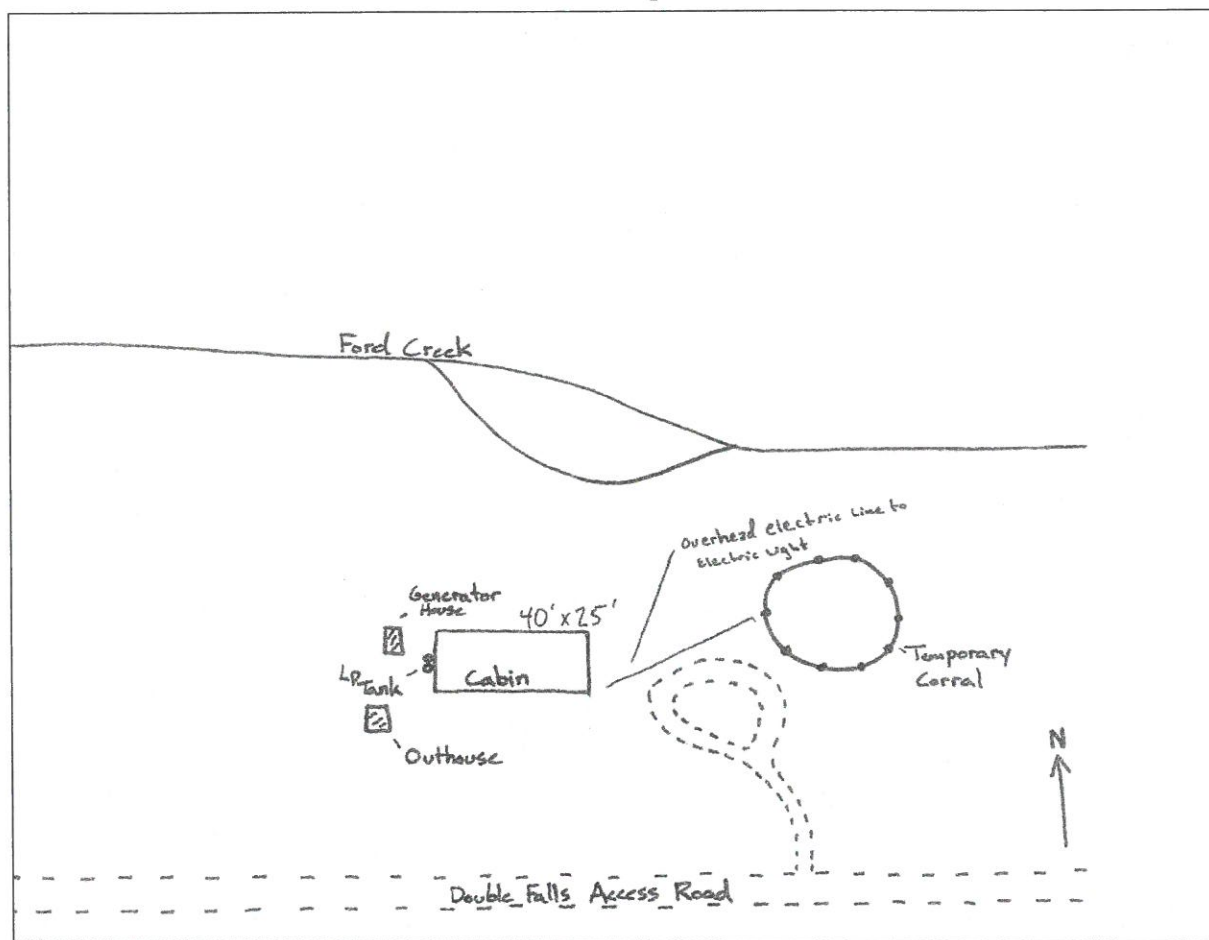 Ford Creek
Overhead electric Line to
Electric Light
Generator
House
40' x 25'
LP Tank
Cabin
Temporary
Corral
Outhouse
N
Double Falls Access Road